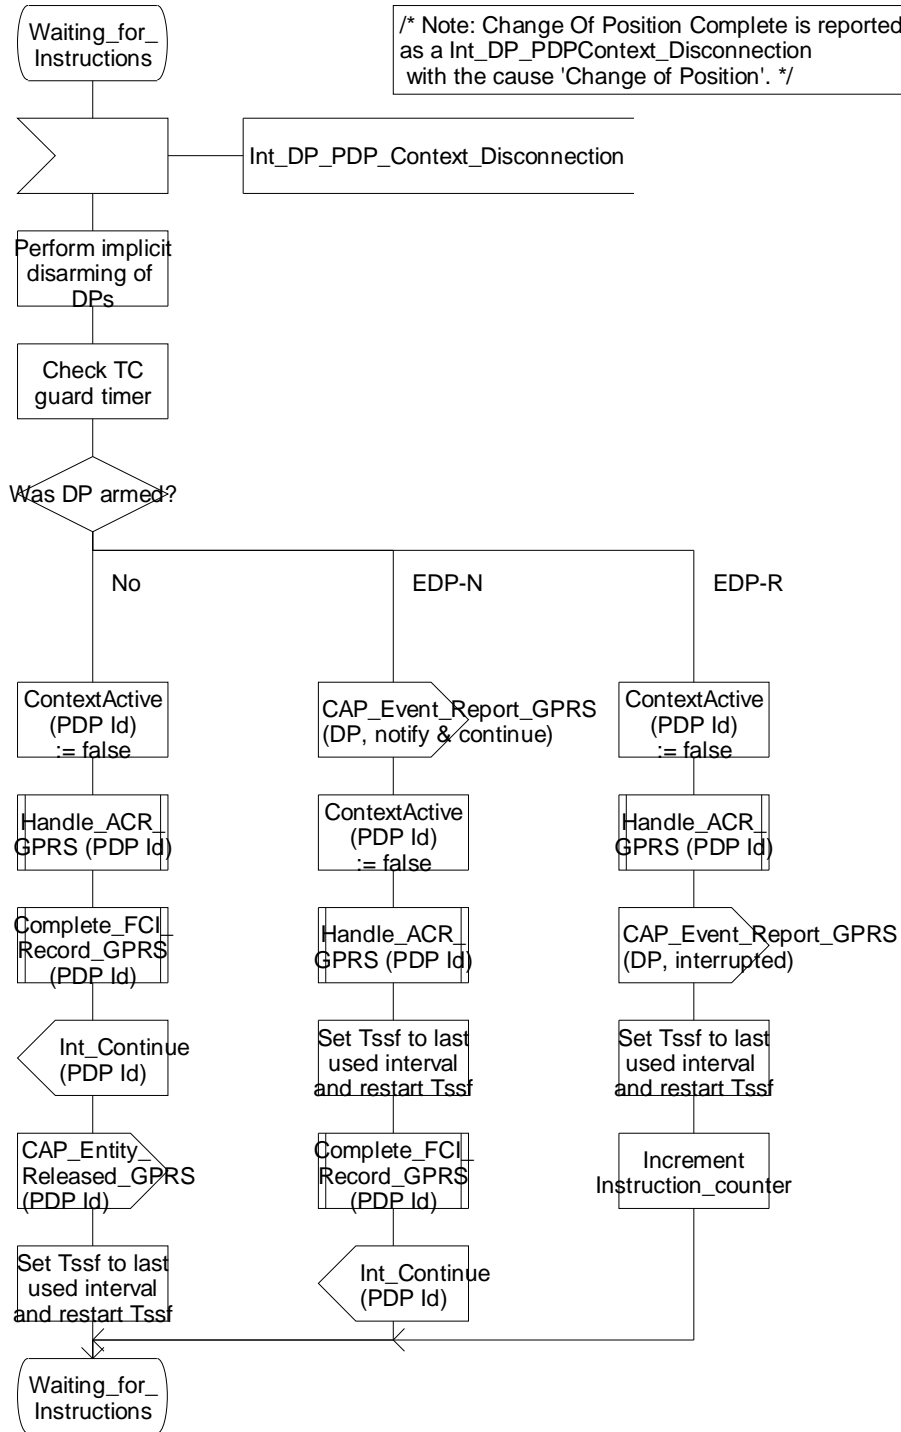 Waiting_for_
Instructions
/* Note: Change Of Position Complete is reported
as a Int_DP_PDPContext_Disconnection
with the cause 'Change of Position'. */
Int_DP_PDP_Context_Disconnection
Perform implicit
disarming of
DPs
Check TC
guard timer
Was DP armed?
No
EDP-N
EDP-R
ContextActive
(PDP Id)
:= false
Handle_ACR_
GPRS (PDP Id)
Complete_FCI_
Record_GPRS
(PDP Id)
Int_Continue
(PDP Id)
CAP_Entity_
Released_GPRS
(PDP Id)
Set Tssf to last
used interval
and restart Tssf
CAP_Event_Report_GPRS
(DP, notify & continue)
ContextActive
(PDP Id)
:= false
Handle_ACR_
GPRS (PDP Id)
Set Tssf to last
used interval
and restart Tssf
Complete_FCI_
Record_GPRS
(PDP Id)
Int_Continue
(PDP Id)
ContextActive
(PDP Id)
:= false
Handle_ACR_
GPRS (PDP Id)
CAP_Event_Report_GPRS
(DP, interrupted)
Set Tssf to last
used interval
and restart Tssf
Increment
Instruction_counter
Waiting_for_
Instructions